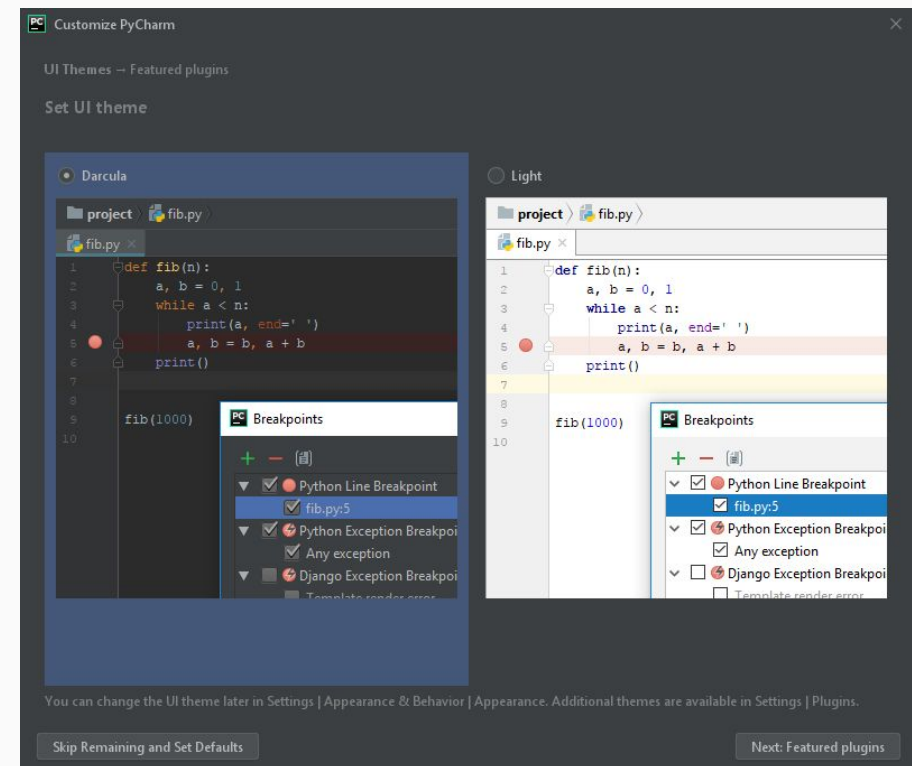 PC Customize PyCharm
UI Themes → Featured plugins
Set UI theme
Darcula
project fib.py
fib.py
1 def fib(n):
2 a, b = 0, 1
3 while a < n:
4 print(a, end=' ')
5 a, b = b, a + b
6 print()
7
8
9 fib(1000)
10
PC Breakpoints
Python Line Breakpoint
fib.py:5
Python Exception Breakpoi
Any exception
Django Exception Breakpoi
Template render error
Light
project fib.py
fib.py
1 def fib(n):
2 a, b = 0, 1
3 while a < n:
4 print(a, end=' ')
5 a, b = b, a + b
6 print()
7
8
9 fib(1000)
10
PC Breakpoints
Python Line Breakpoint
fib.py:5
Python Exception Breakpoi
Any exception
Django Exception Breakpoi
Template render error
You can change the UI theme later in Settings | Appearance & Behavior | Appearance. Additional themes are available in Settings | Plugins.
Skip Remaining and Set Defaults
Next: Featured plugins